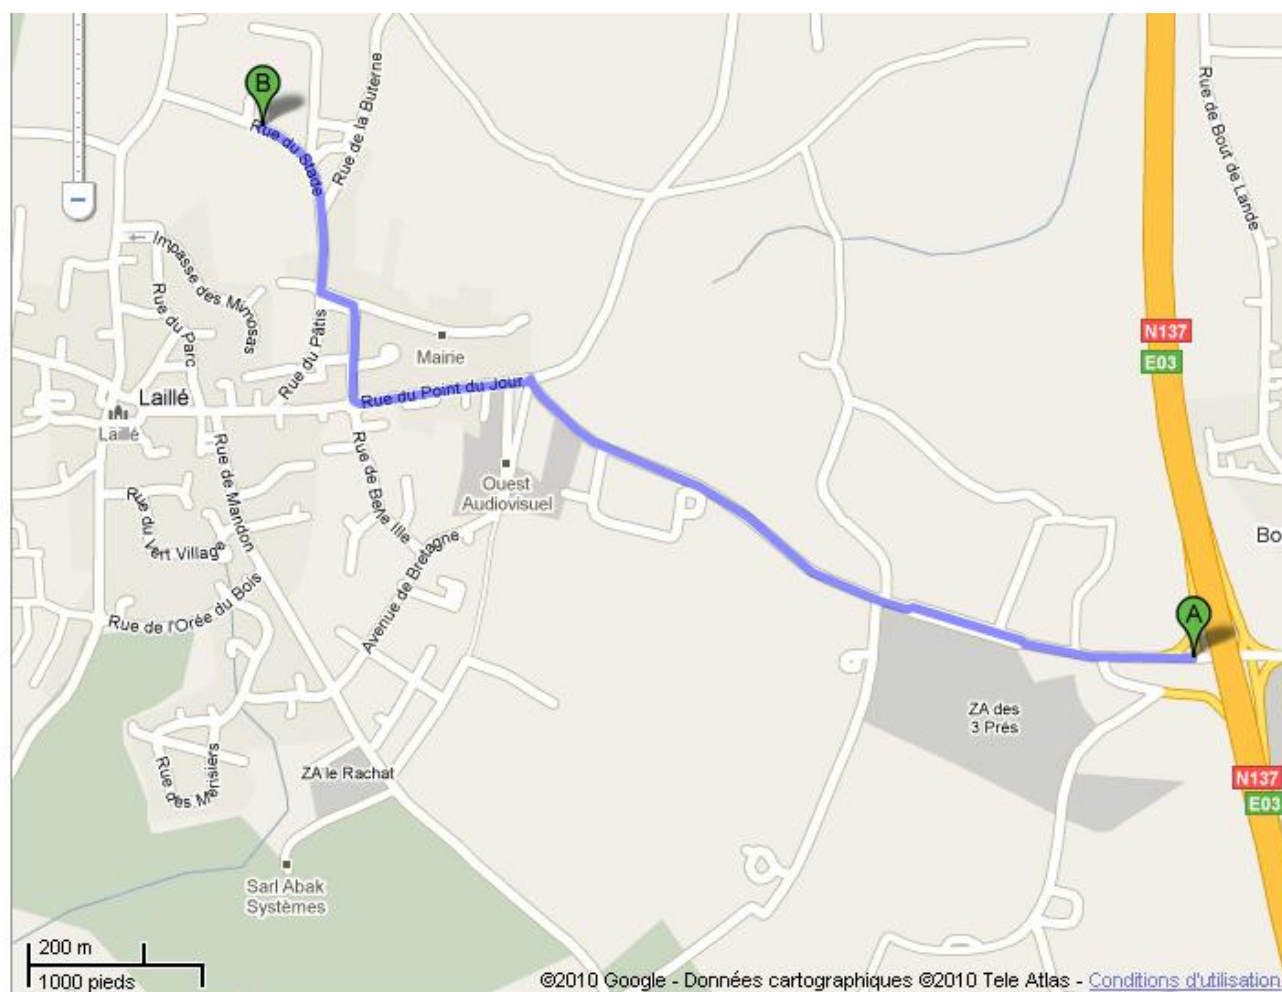 B
Rue du Stade
Rue de la Buterne
Rue de Bout de Lande
Impasse des Mimosas
Rue du Parc
Rue du Pâtis
Mairie
N137
E03
Laillé
Laillé
Rue du Point du Jour
Rue de Mandon
Rue de Belle Ille
Ouest
Audiovisuel
Rue du Vert Village
Avenue de Bretagne
Bo
Rue de l'Orée du Bois
A
ZA des
3 Prés
Rue des Merisiers
ZA le Rachat
N137
E03
Sarl Abak
Systèmes
200 m
1000 pieds
©2010 Google - Données cartographiques ©2010 Tele Atlas - Conditions d'utilisation